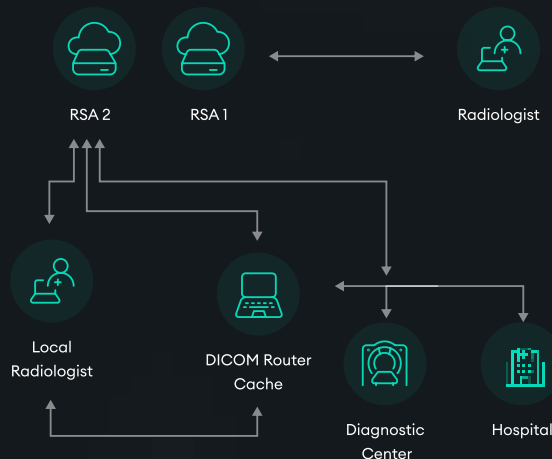 RSA 2
RSA 1
Radiologist
Local
Radiologist
DICOM Router
Cache
Diagnostic
Center
Hospital